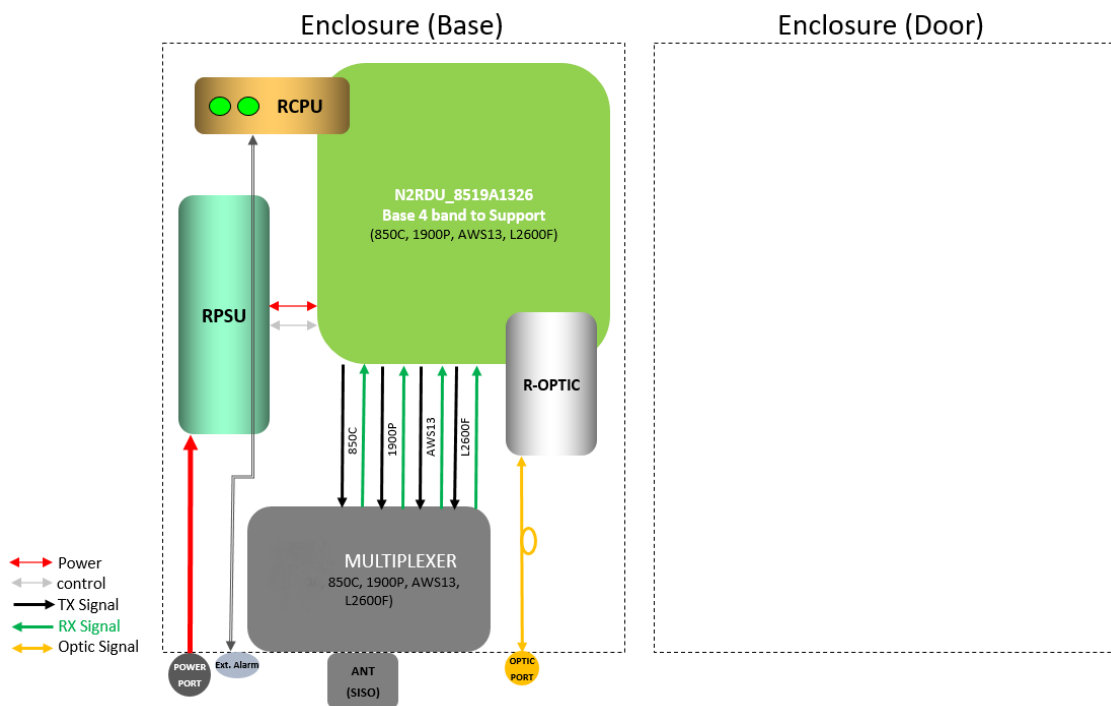 Enclosure (Base)
Enclosure (Door)
RCPU
N2RDU_8519A1326
Base 4 band to Support
(850C, 1900P, AWS13, L2600F)
RPSU
R-OPTIC
850C
1900P
AWS13
L2600F
MULTIPLEXER
850C, 1900P, AWS13,
L2600F)
Power
control
TX Signal
RX Signal
Optic Signal
POWER
PORT
Ext. Alarm
ANT
(SISO)
OPTIC
PORT